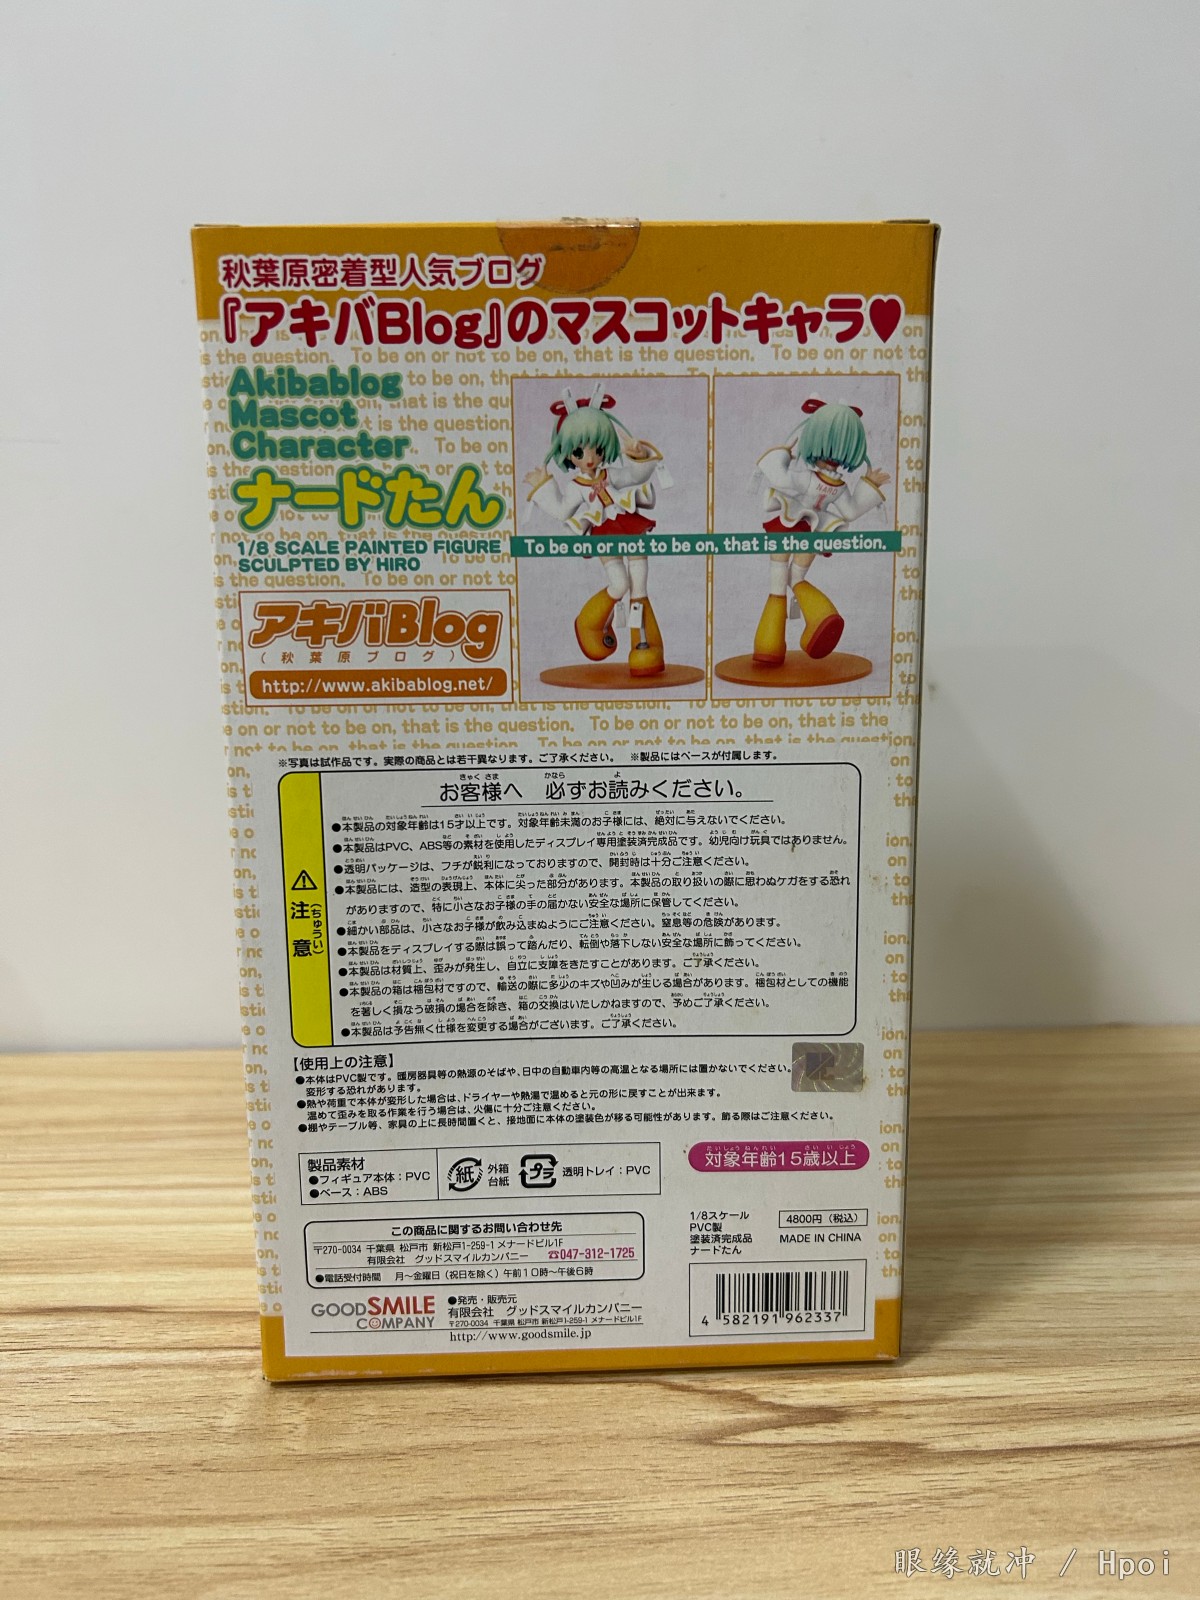 秋葉原密着型人気ブログ
『アキバBlog』のマスコットキャラ♥
Akibablog
Mascot
Character
ナードたん
1/8 SCALE PAINTED FIGURE
SCULPTED BY HIRO
To be on or not to be on, that is the question.
アキバBlog
(秋葉原ブログ)
http://www.akibablog.net/
※写真は試作品です。実際の商品とは若干異なります。ご了承ください。 ※製品にはベースが付属します。
お客様へ 必ずお読みください。
注意
(ちゅうい)
●本製品の対象年齢は15才以上です。対象年齢未満のお子様には、絶対に与えないでください。
●本製品はPVC、ABS等の素材を使用したディスプレイ専用塗装済完成品です。幼児向け玩具ではありません。
●透明パッケージは、フチが鋭利になっておりますので、開封時は十分ご注意ください。
●本製品には、造型の表現上、本体に尖った部分があります。本製品の取り扱いの際に思わぬケガをする恐れ
がありますので、特に小さなお子様の手の届かない安全な場所に保管してください。
●細かい部品は、小さなお子様が飲み込まぬようにご注意ください。窒息等の危険があります。
●本製品をディスプレイする際は誤って踏んだり、転倒や落下しない安全な場所に飾ってください。
●本製品は材質上、歪みが発生し、自立に支障をきたすことがあります。ご了承ください。
●本製品の箱は梱包材ですので、輸送の際に多少のキズや凹みが生じる場合があります。梱包材としての機能
を著しく損なう破損の場合を除き、箱の交換はいたしかねますので、予めご了承ください。
●本製品は予告無く仕様を変更する場合がございます。ご了承ください。
【使用上の注意】
●本体はPVC製です。暖房器具等の熱源のそばや、日中の自動車内等の高温となる場所には置かないでください。
変形する恐れがあります。
●熱や荷重で本体が変形した場合は、ドライヤーや熱湯で温めると元の形に戻すことが出来ます。
温めて歪みを取る作業を行う場合は、火傷に十分ご注意ください。
●棚やテーブル等、家具の上に長時間置くと、接地面に本体の塗装色が移る可能性があります。飾る際はご注意ください。
製品素材
●フィギュア本体：PVC
●ベース：ABS
紙
外箱
台紙
プラ
透明トレイ：PVC
対象年齢15歳以上
1/8スケール
PVC製
塗装済完成品
ナードたん
4800円（税込）
MADE IN CHINA
この商品に関するお問い合わせ先
〒270-0034 千葉県 松戸市 新松戸1-259-1 メナードビル1F
有限会社 グッドスマイルカンパニー ☎047-312-1725
●電話受付時間 月〜金曜日（祝日を除く）午前10時〜午後6時
GOOD SMILE
COMPANY
●発売・販売元
有限会社 グッドスマイルカンパニー
〒270-0034 千葉県 松戸市 新松戸1-259-1 メナードビル1F
http://www.goodsmile.jp
4 582191 962337
眼缘就冲 / Hpoi